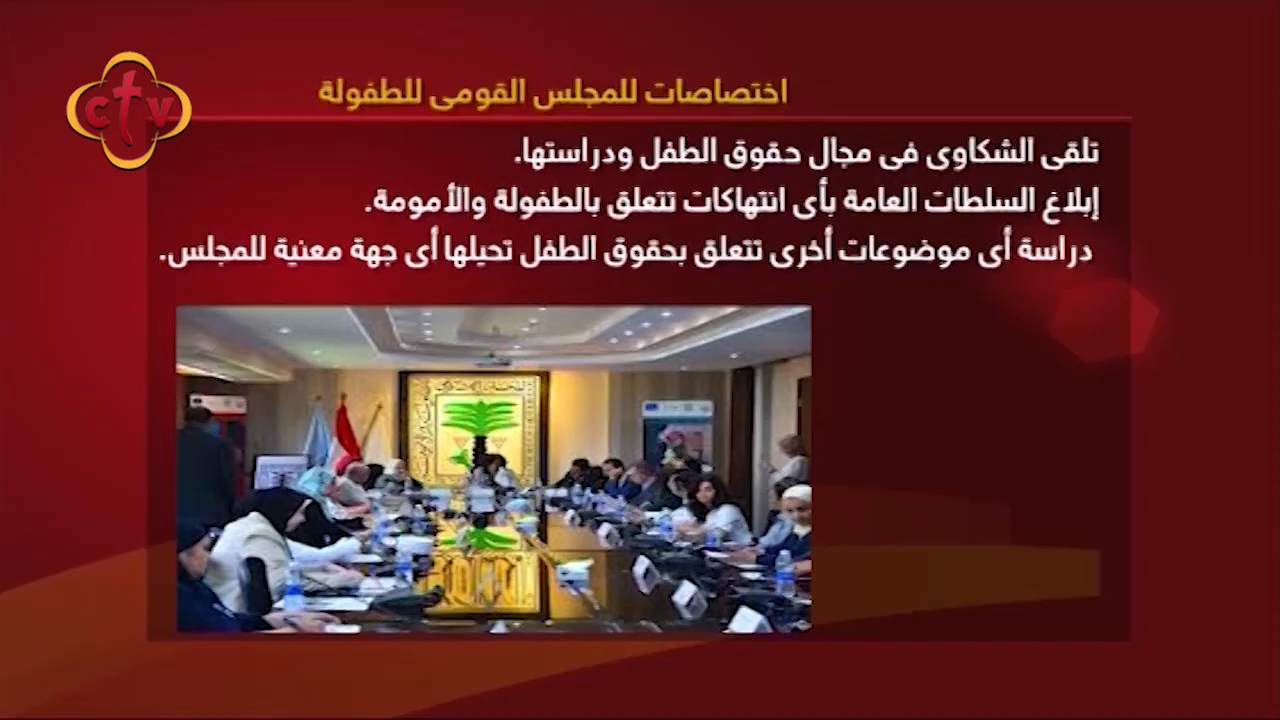 CTV
اختصاصات للمجلس القومى للطفولة
تلقى الشكاوى فى مجال حقوق الطفل ودراستها.
إبلاغ السلطات العامة بأى انتهاكات تتعلق بالطفولة والأمومة.
دراسة أى موضوعات أخرى تتعلق بحقوق الطفل تحيلها أى جهة معنية للمجلس.